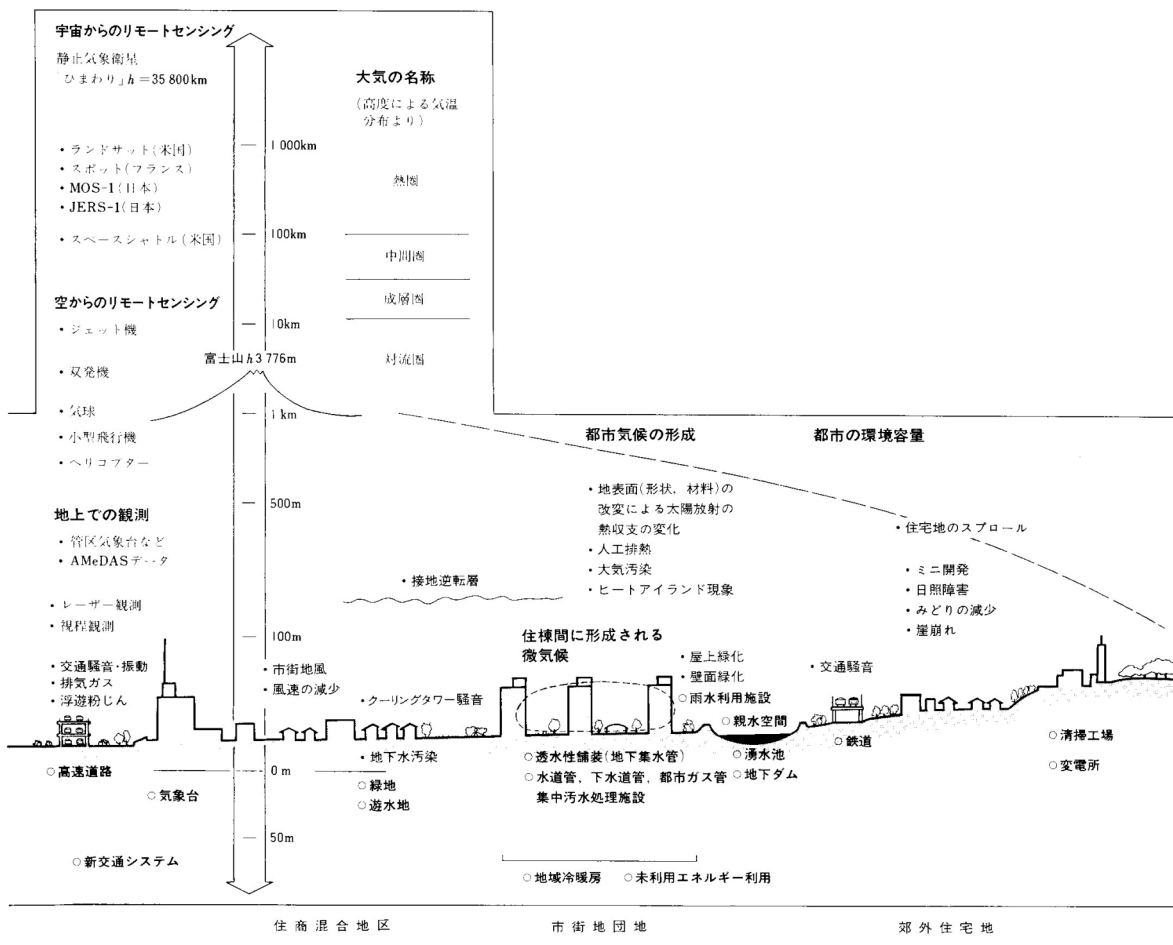 宇宙からのリモートセンシング
静止気象衛星
「ひまわり」h＝35 800km
・ランドサット(米国)
・スポット(フランス)
・MOS-1(日本)
・JERS-1(日本)
・スペースシャトル(米国)
空からのリモートセンシング
・ジェット機
・双発機
・気球
・小型飛行機
・ヘリコプター
地上での観測
・管区気象台など
・AMeDASデータ
・レーザー観測
・視程観測
・交通騒音・振動
・排気ガス
・浮遊粉じん
大気の名称
(高度による気温
分布より)
熱圏
中間圏
成層圏
対流圏
1 000km
100km
10km
富士山 h 3 776m
1 km
500m
100m
0 m
50m
都市気候の形成
・地表面(形状，材料)の
改変による太陽放射の
熱収支の変化
・人工排熱
・大気汚染
・ヒートアイランド現象
都市の環境容量
・住宅地のスプロール
・ミニ開発
・日照障害
・みどりの減少
・崖崩れ
・接地逆転層
・市街地風
・風速の減少
・クーリングタワー騒音
住棟間に形成される
微気候
・屋上緑化
・壁面緑化
○雨水利用施設
○親水空間
・交通騒音
○高速道路
○気象台
○新交通システム
・地下水汚染
○緑地
○遊水地
○透水性舗装(地下集水管)
○水道管、下水道管、都市ガス管
集中汚水処理施設
○湧水池
○地下ダム
○鉄道
○清掃工場
○変電所
○地域冷暖房 ○未利用エネルギー利用
住商混合地区
市街地団地
郊外住宅地